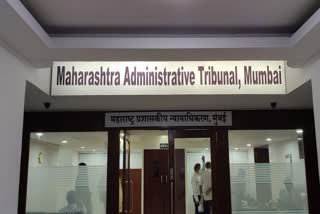 Maharashtra Administrative Tribunal, Mumbai
महाराष्ट्र प्रशासकीय न्यायाधिकरण, मुंबई